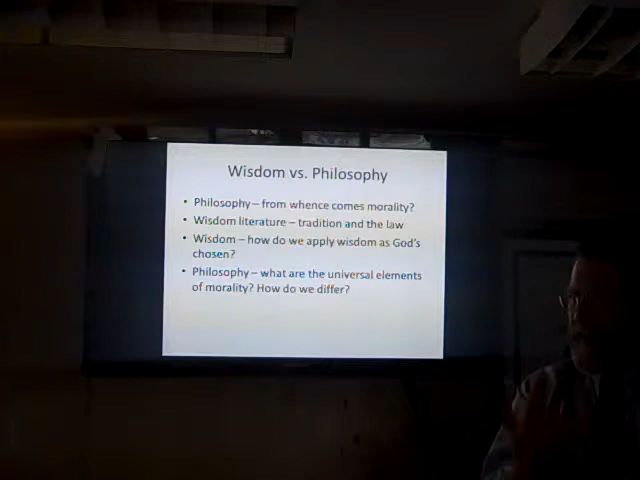 Wisdom vs. Philosophy
• Philosophy – from whence comes morality?
• Wisdom literature – tradition and the law
• Wisdom – how do we apply wisdom as God's
chosen?
• Philosophy – what are the universal elements
of morality? How do we differ?